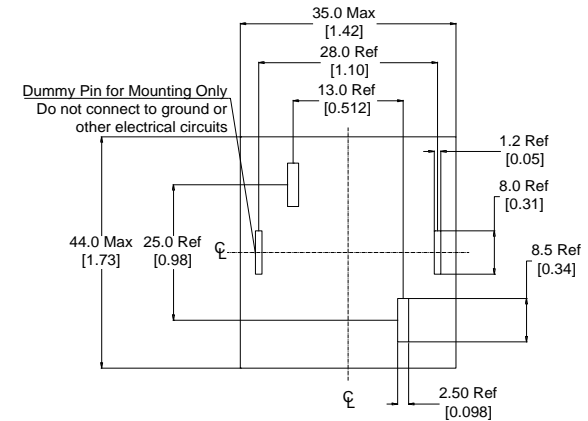 35.0 Max
[1.42]
28.0 Ref
[1.10]
Dummy Pin for Mounting Only
Do not connect to ground or
other electrical circuits
13.0 Ref
[0.512]
1.2 Ref
[0.05]
8.0 Ref
[0.31]
44.0 Max
[1.73]
25.0 Ref
[0.98]
℄
8.5 Ref
[0.34]
℄
2.50 Ref
[0.098]